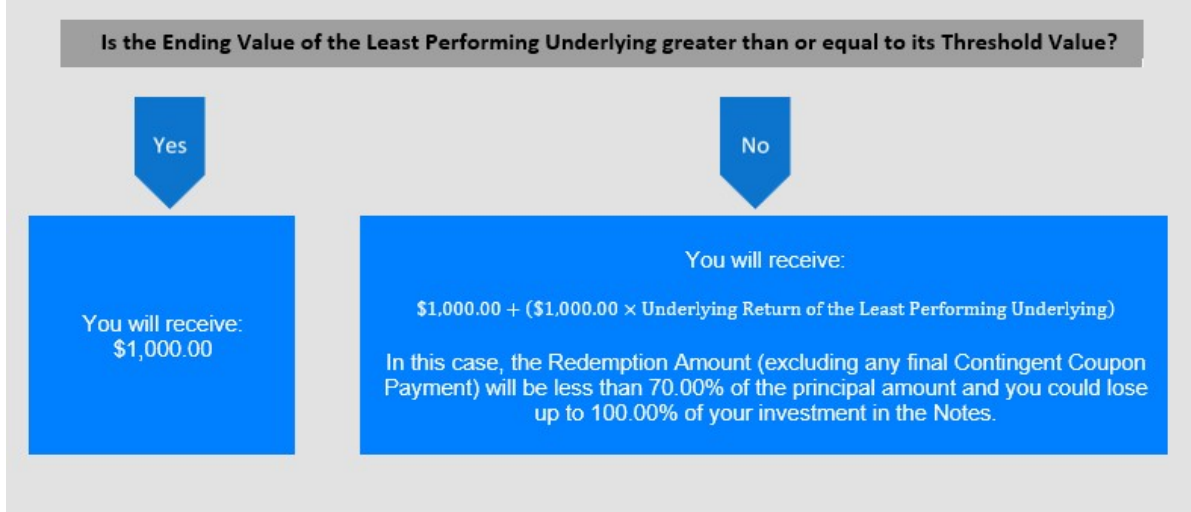 Is the Ending Value of the Least Performing Underlying greater than or equal to its Threshold Value?
Yes
No
You will receive:
$1,000.00
You will receive:
$1,000.00 + ($1,000.00 × Underlying Return of the Least Performing Underlying)
In this case, the Redemption Amount (excluding any final Contingent Coupon
Payment) will be less than 70.00% of the principal amount and you could lose
up to 100.00% of your investment in the Notes.